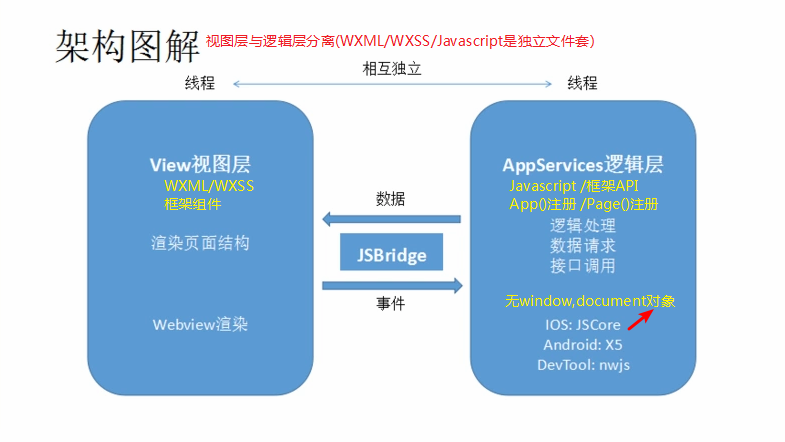 架构图解
视图层与逻辑层分离(WXML/WXSS/Javascript是独立文件套)
线程
相互独立
线程
View视图层
WXML/WXSS
框架组件
渲染页面结构
Webview渲染
数据
JSBridge
事件
AppServices逻辑层
Javascript /框架API
App()注册 /Page()注册
逻辑处理
数据请求
接口调用
无window,document对象
IOS: JSCore
Android: X5
DevTool: nwjs